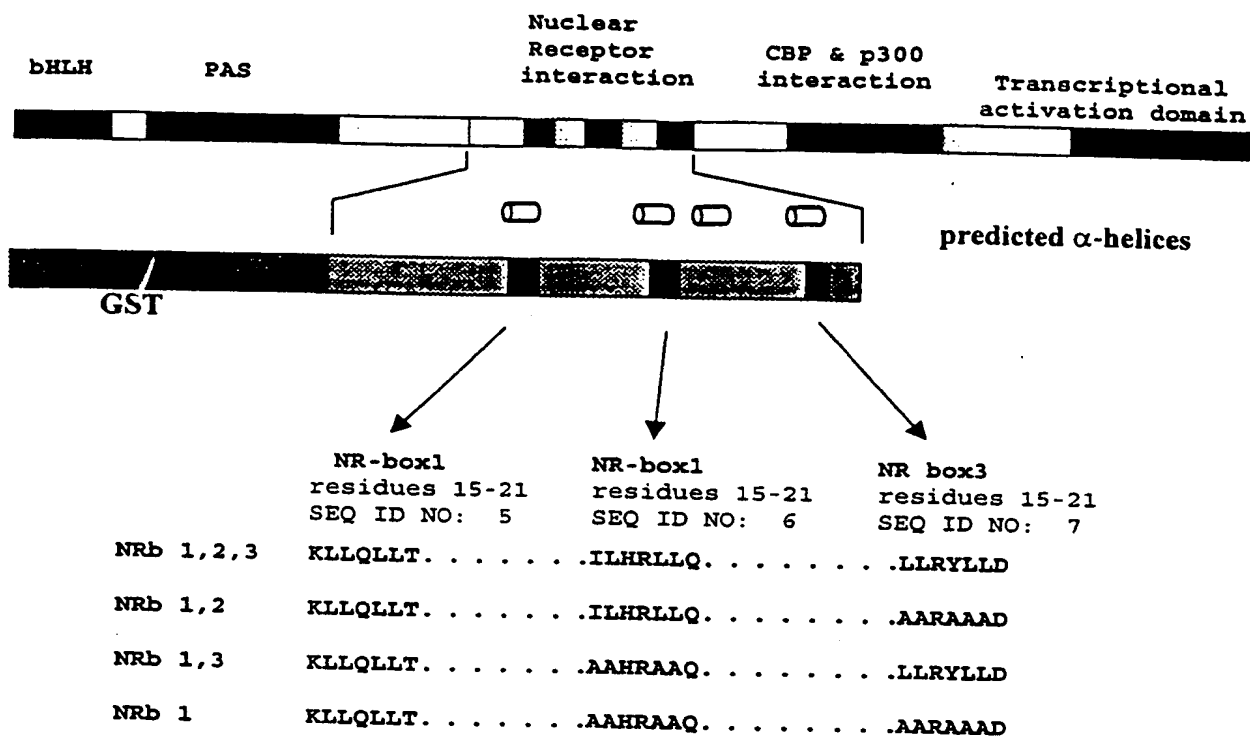 Nuclear
Receptor
interaction
bHLH
PAS
CBP & p300
interaction
Transcriptional
activation domain
predicted α-helices
GST
NR-box1
residues 15-21
SEQ ID NO: 5
NR-box1
residues 15-21
SEQ ID NO: 6
NR box3
residues 15-21
SEQ ID NO: 7
NRb 1,2,3 KLLQLLT. . . . . . .ILHRLLQ. . . . . . . .LLRYLLD
NRb 1,2 KLLQLLT. . . . . . .ILHRLLQ. . . . . . . .AARAAAD
NRb 1,3 KLLQLLT. . . . . . .AAHRAAQ. . . . . . . .LLRYLLD
NRb 1 KLLQLLT. . . . . . .AAHRAAQ. . . . . . . .AARAAAD